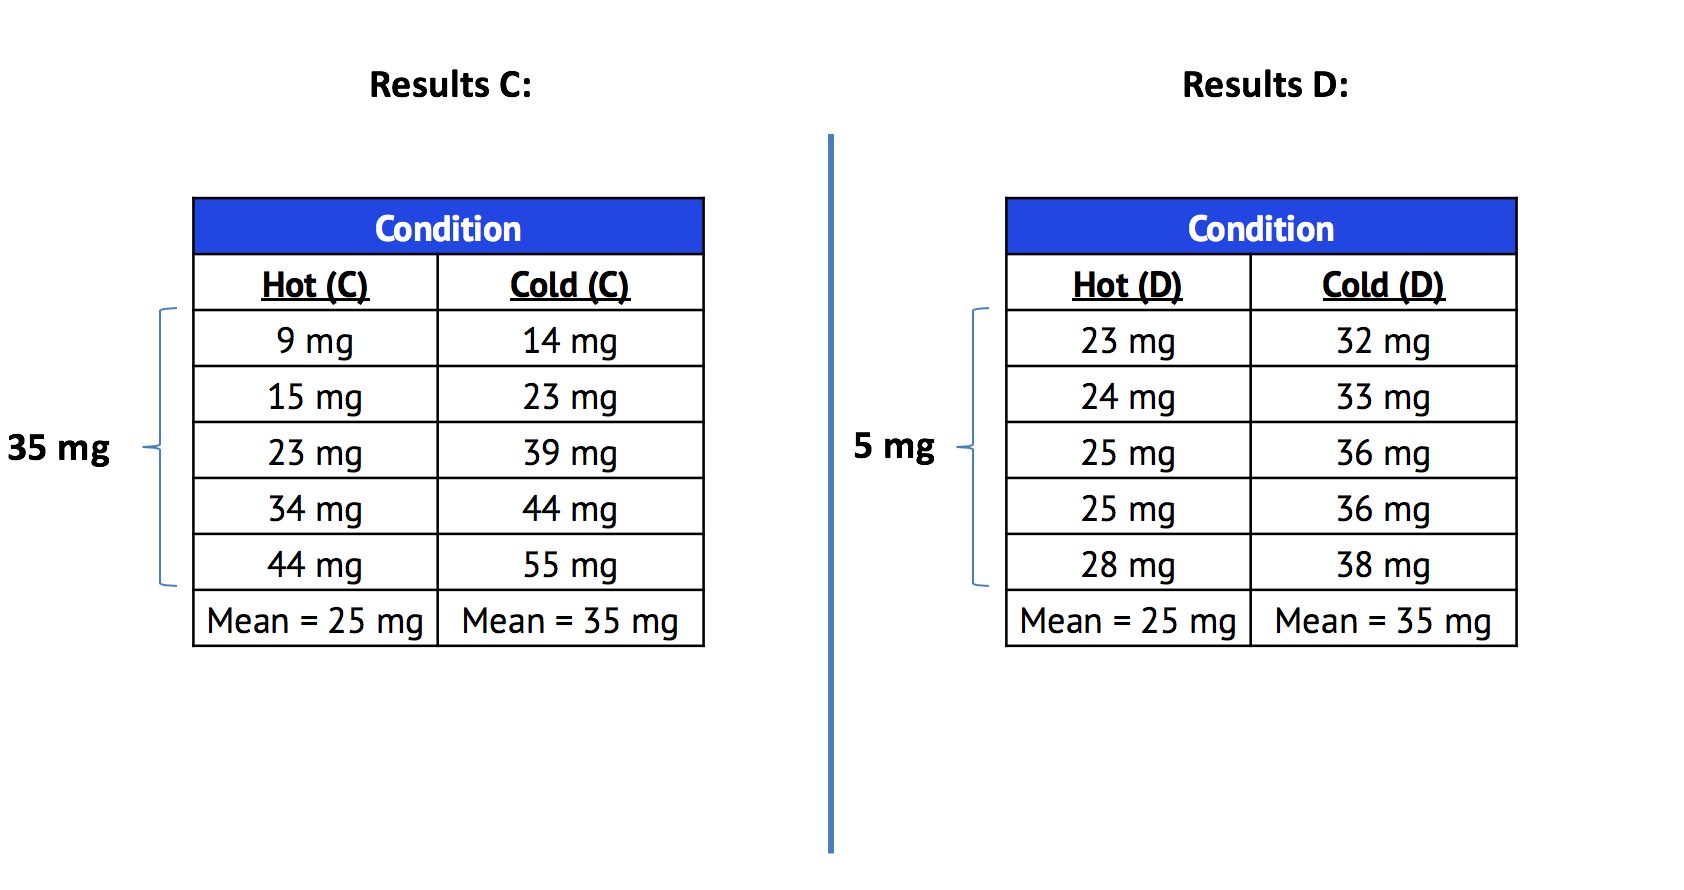 Results C:
Condition
Hot (C) Cold (C)
9 mg 14 mg
15 mg 23 mg
35 mg 23 mg 39 mg
34 mg 44 mg
44 mg 55 mg
Mean = 25 mg Mean = 35 mg
Results D:
Condition
Hot (D) Cold (D)
23 mg 32 mg
24 mg 33 mg
5 mg 25 mg 36 mg
25 mg 36 mg
28 mg 38 mg
Mean = 25 mg Mean = 35 mg